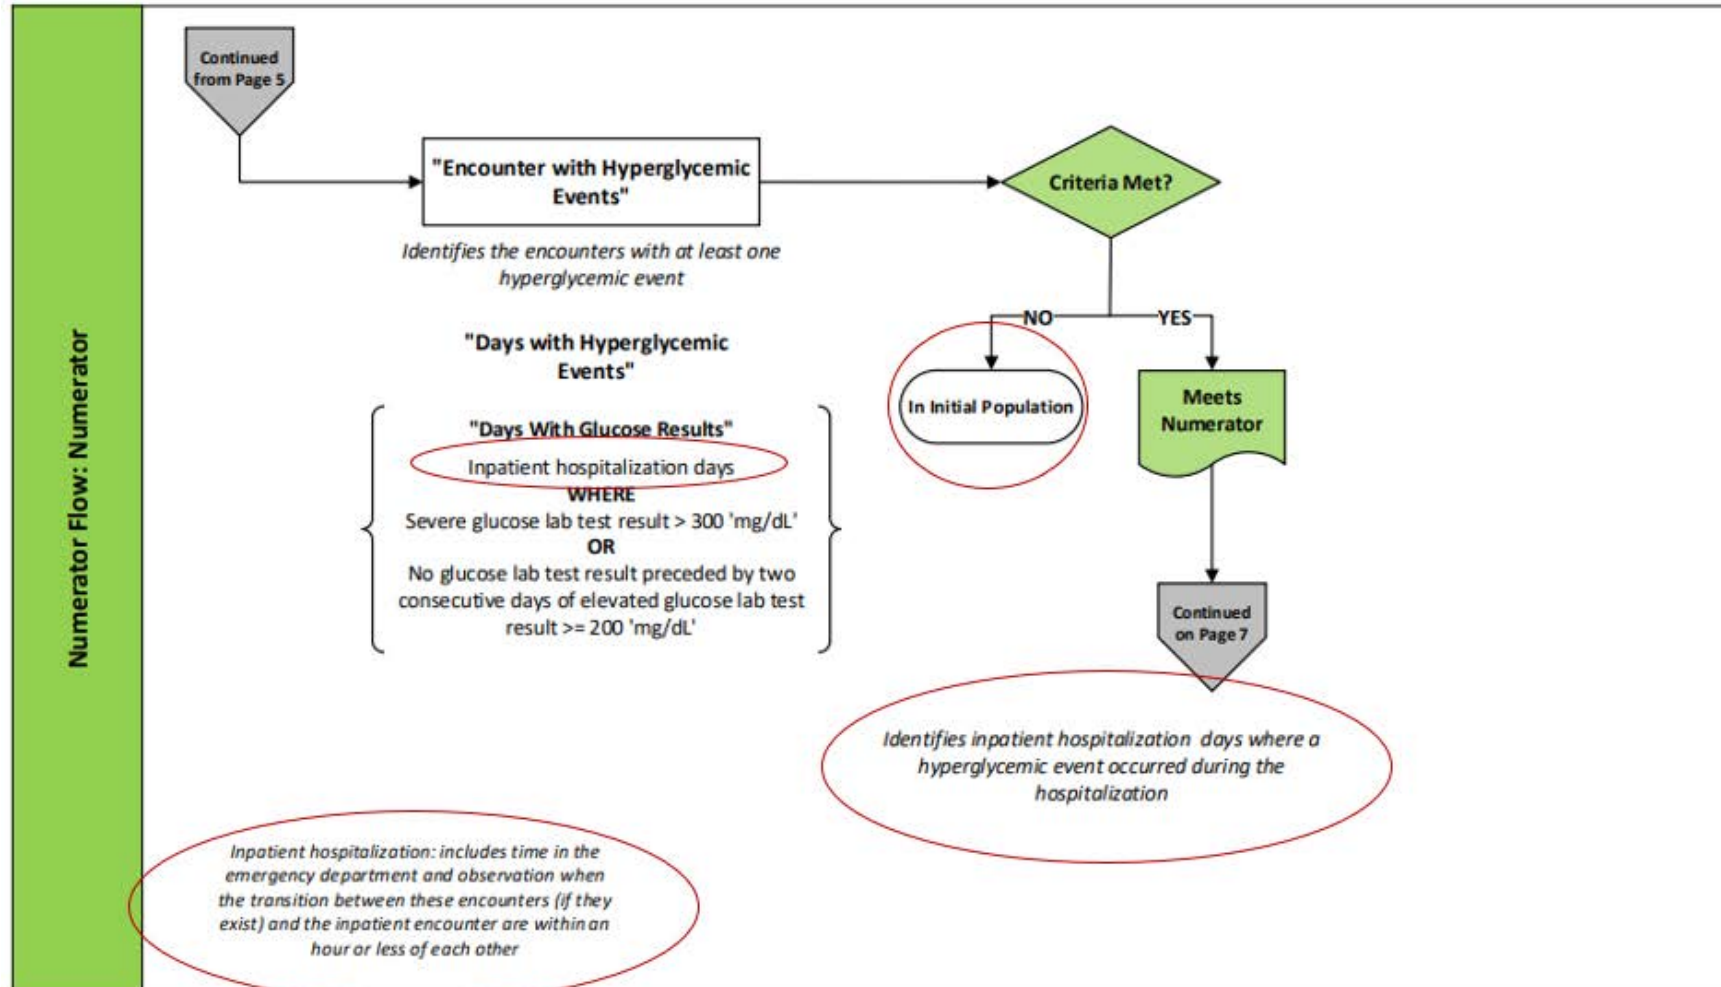 Numerator Flow: Numerator
Continued
from Page 5
"Encounter with Hyperglycemic
Events"
Identifies the encounters with at least one
hyperglycemic event
"Days with Hyperglycemic
Events"
"Days With Glucose Results"
Inpatient hospitalization days
WHERE
Severe glucose lab test result > 300 'mg/dL'
OR
No glucose lab test result preceded by two
consecutive days of elevated glucose lab test
result >= 200 'mg/dL'
Criteria Met?
NO
YES
In Initial Population
Meets
Numerator
Continued
on Page 7
Identifies inpatient hospitalization days where a
hyperglycemic event occurred during the
hospitalization
Inpatient hospitalization: includes time in the
emergency department and observation when
the transition between these encounters (if they
exist) and the inpatient encounter are within an
hour or less of each other